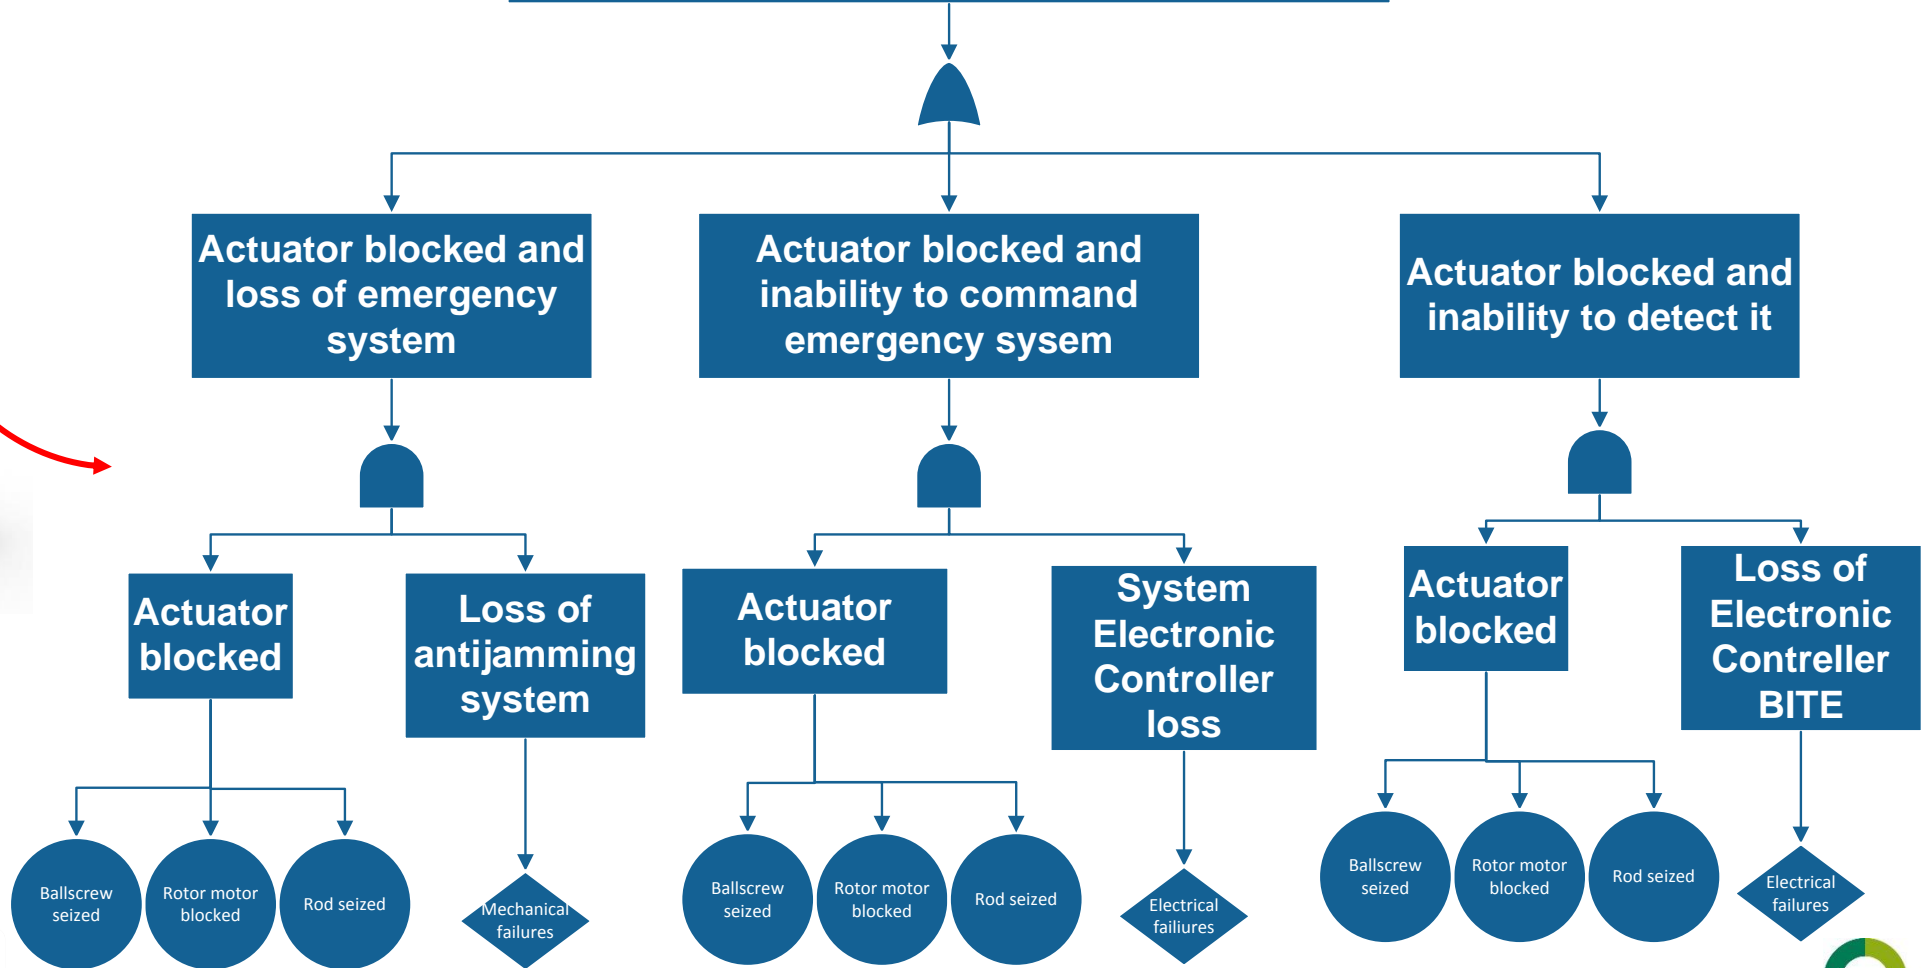 Actuator blocked and
loss of emergency
system
Actuator blocked and
inability to command
emergency sysem
Actuator blocked and
inability to detect it
Actuator
blocked
Loss of
antijamming
system
Actuator
blocked
System
Electronic
Controller
loss
Actuator
blocked
Loss of
Electronic
Contreller
BITE
Ballscrew
seized
Rotor motor
blocked
Rod seized
Mechanical
failures
Ballscrew
seized
Rotor motor
blocked
Rod seized
Electrical
failiures
Ballscrew
seized
Rotor motor
blocked
Rod seized
Electrical
failures